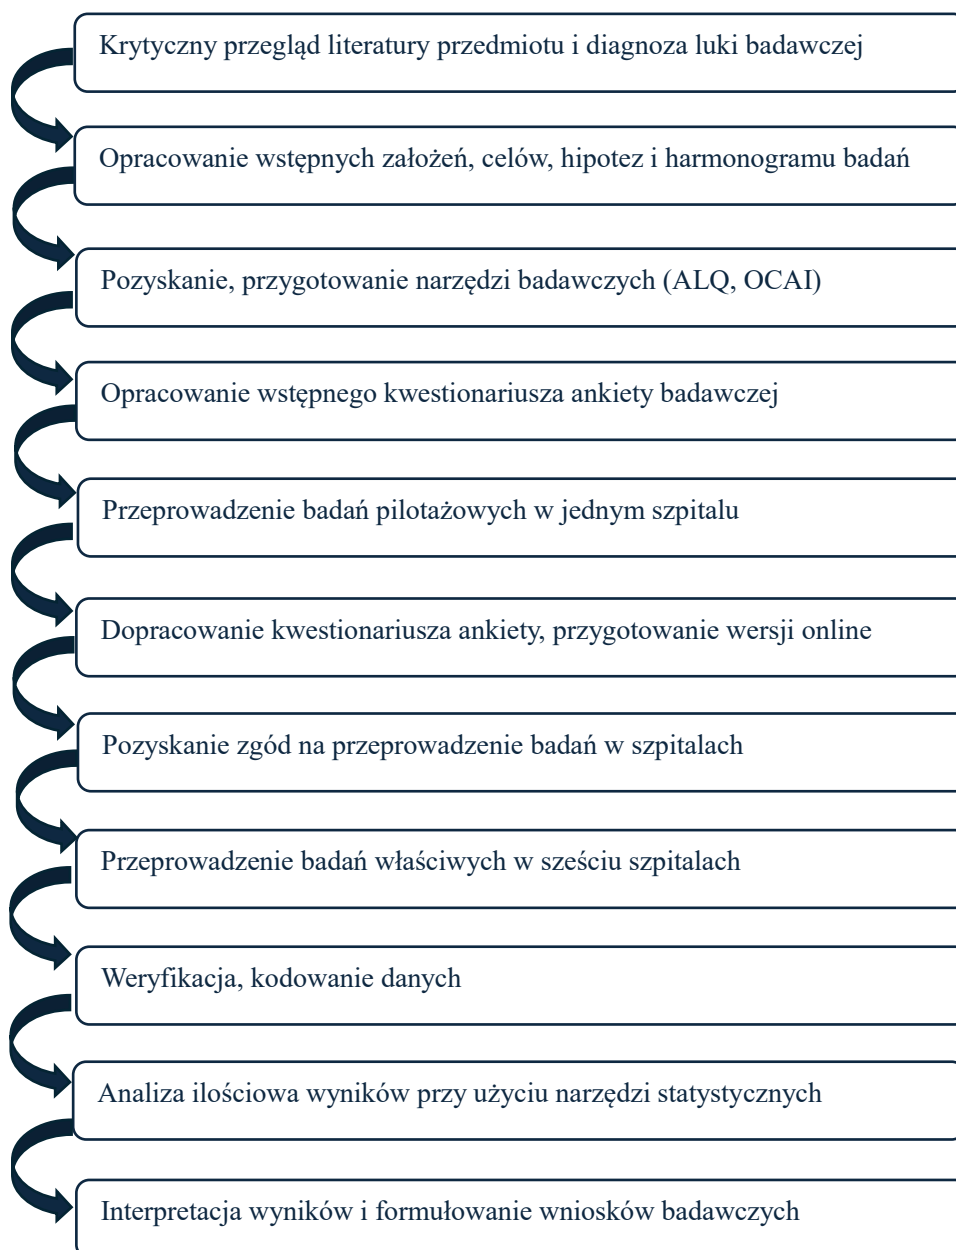 Krytyczny przegląd literatury przedmiotu i diagnoza luki badawczej
Opracowanie wstępnych założeń, celów, hipotez i harmonogramu badań
Pozyskanie, przygotowanie narzędzi badawczych (ALQ, OCAI)
Opracowanie wstępnego kwestionariusza ankiety badawczej
Przeprowadzenie badań pilotażowych w jednym szpitalu
Dopracowanie kwestionariusza ankiety, przygotowanie wersji online
Pozyskanie zgód na przeprowadzenie badań w szpitalach
Przeprowadzenie badań właściwych w sześciu szpitalach
Weryfikacja, kodowanie danych
Analiza ilościowa wyników przy użyciu narzędzi statystycznych
Interpretacja wyników i formułowanie wniosków badawczych